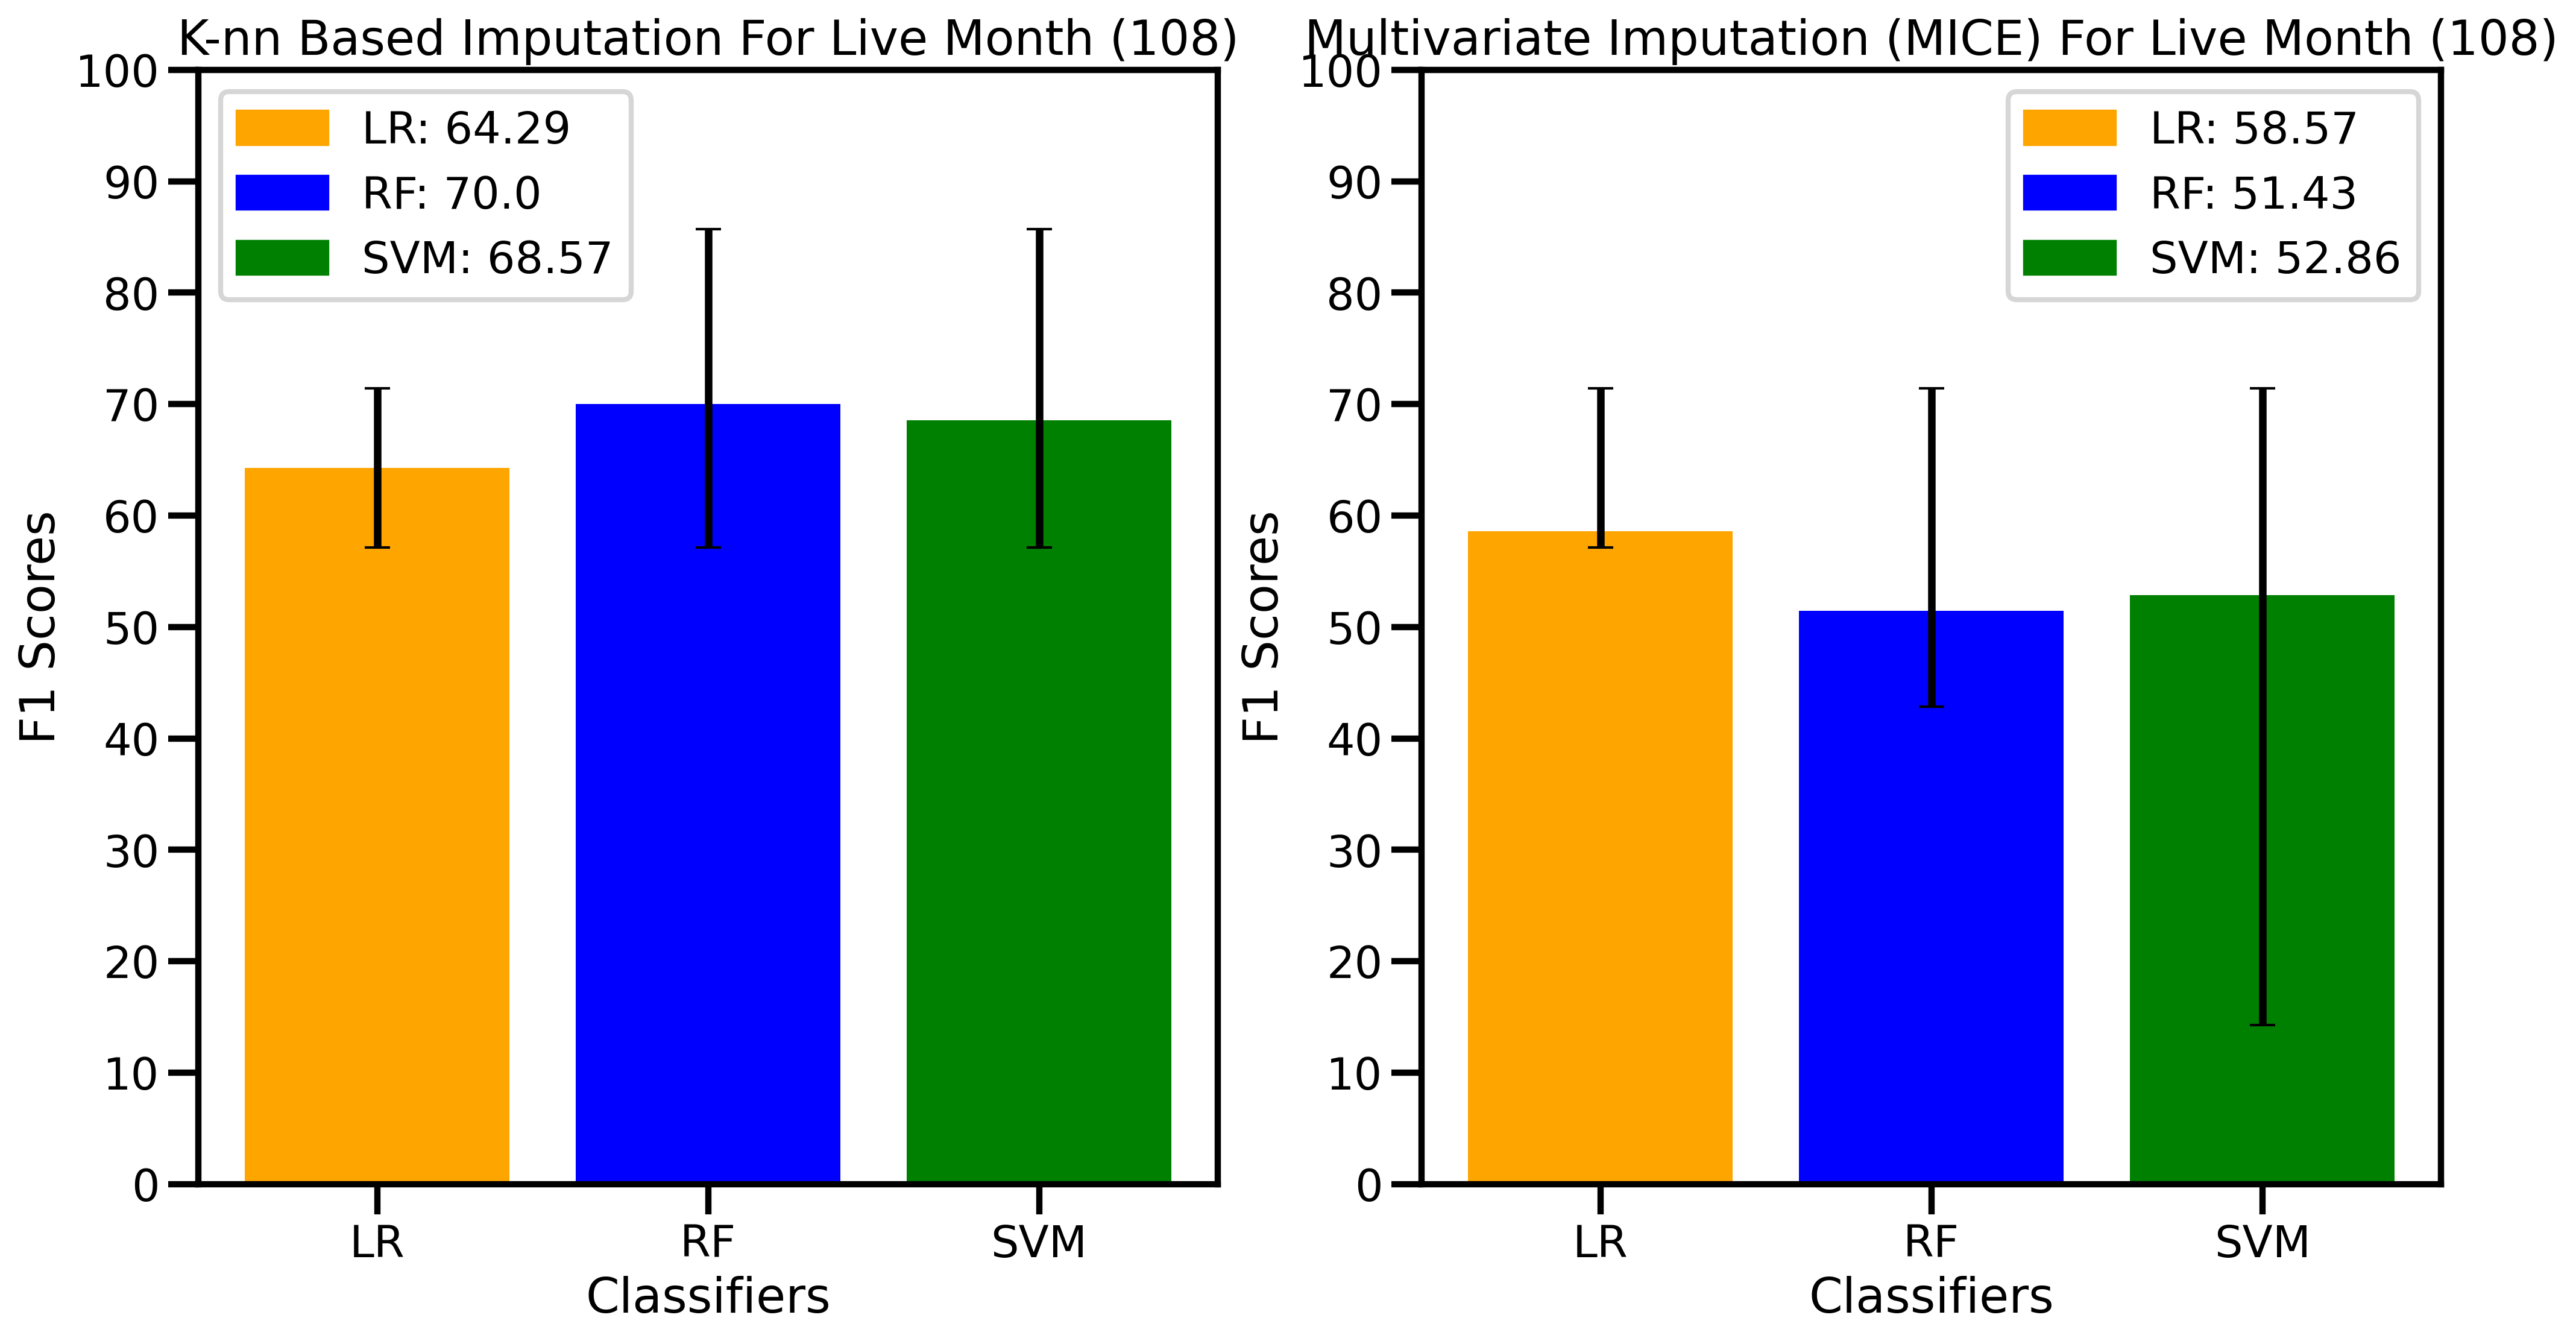 K-nn Based Imputation For Live Month (108)
100
90
80
70
60
50
40
30
20
10
0
F1 Scores
LR: 64.29
RF: 70.0
SVM: 68.57
LR RF SVM
Classifiers
Multivariate Imputation (MICE) For Live Month (108)
100
90
80
70
60
50
40
30
20
10
0
F1 Scores
LR: 58.57
RF: 51.43
SVM: 52.86
LR RF SVM
Classifiers